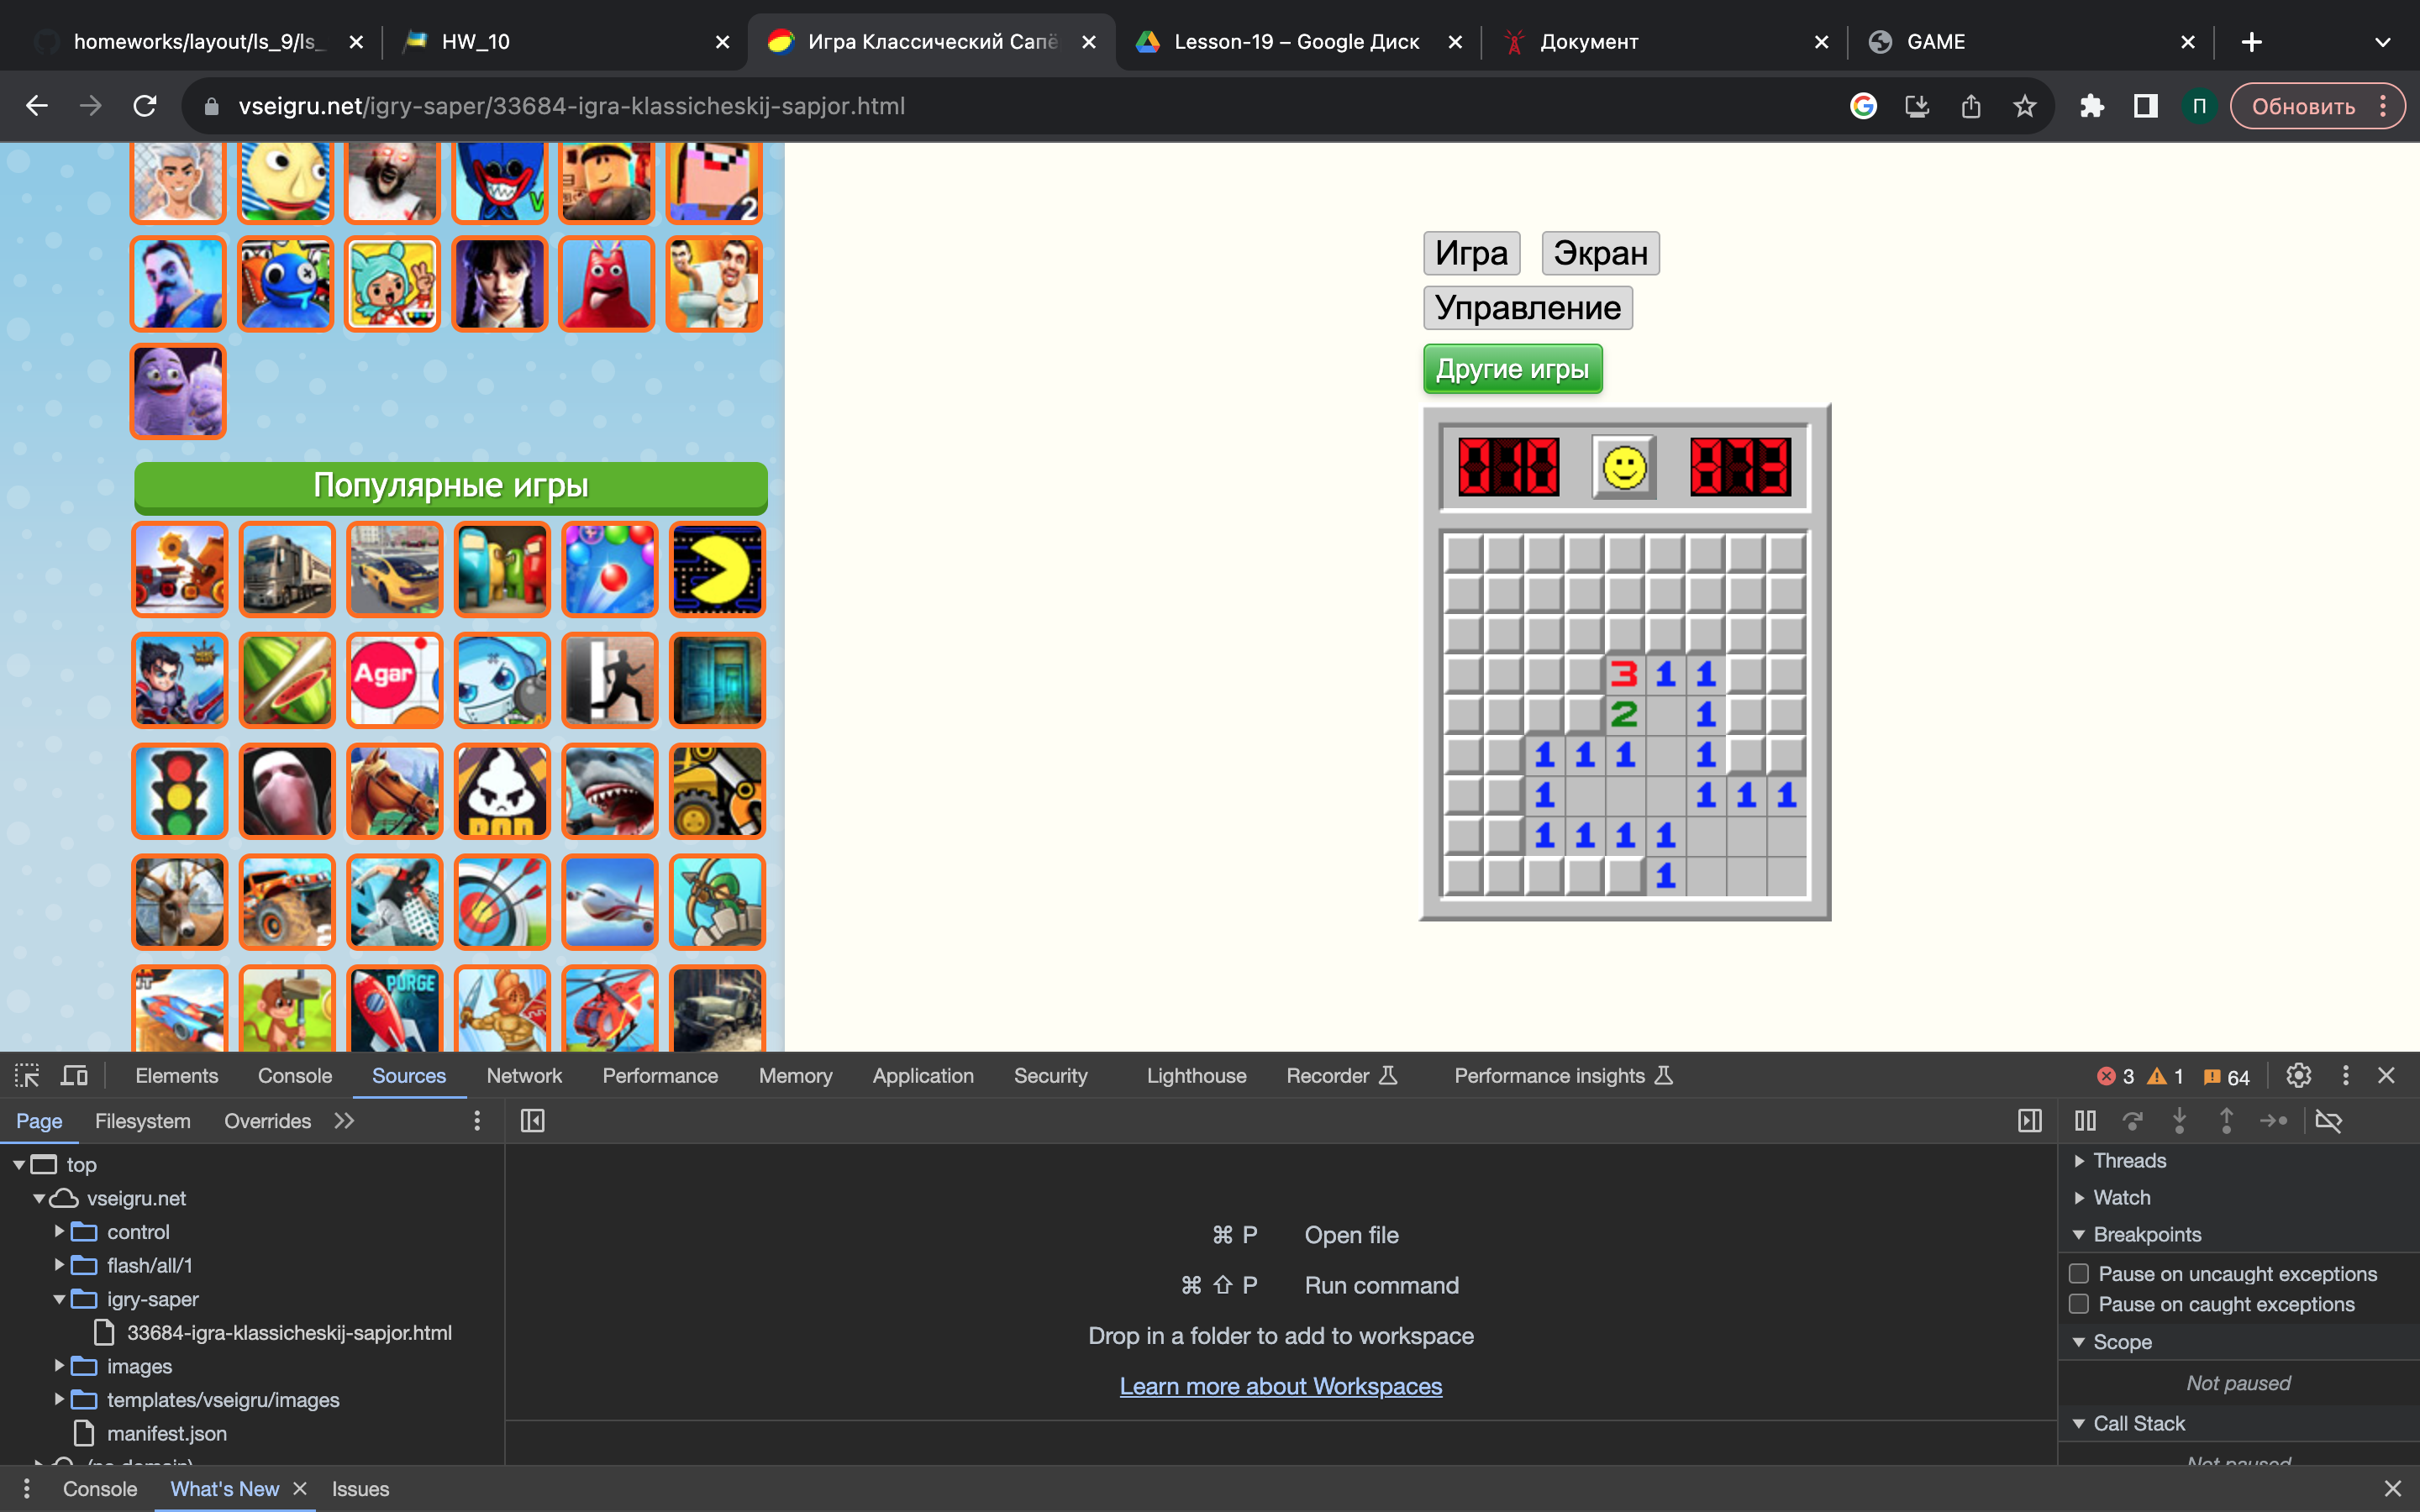 homeworks/layout/ls_9/ls_
HW_10
Игра Классический Сапё
Lesson-19 – Google Диск
Документ
GAME
vseigru.net/igry-saper/33684-igra-klassicheskij-sapjor.html
П
Обновить
V
2
Игра
Экран
Управление
Другие игры
010
873
Популярные игры
Agar
3 1 1
2 1
1 1 1 1
1 1 1 1
1 1 1 1
1
PURGE
Elements
Console
Sources
Network
Performance
Memory
Application
Security
Lighthouse
Recorder
Performance insights
3
1
64
Page
Filesystem
Overrides
top
vseigru.net
control
flash/all/1
igry-saper
33684-igra-klassicheskij-sapjor.html
images
templates/vseigru/images
manifest.json
(no domain)
⌘ P Open file
⌘ ⇧ P Run command
Drop in a folder to add to workspace
Learn more about Workspaces
Threads
Watch
Breakpoints
Pause on uncaught exceptions
Pause on caught exceptions
Scope
Not paused
Call Stack
Not paused
Console
What's New
Issues